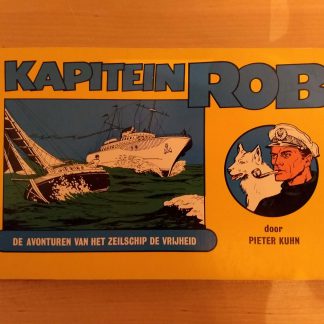 KAPITEIN ROB
DE AVONTUREN VAN HET ZEILSCHIP DE VRIJHEID
door
PIETER KUHN